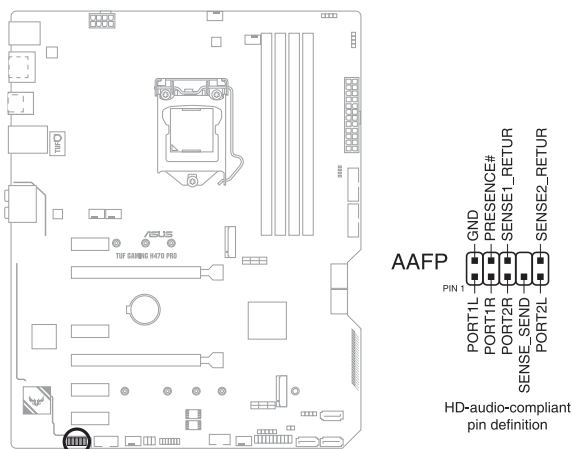 TUF
ASUS
TUF GAMING H470 PRO
AAFP
PIN 1
GND
PRESENCE#
SENSE1_RETUR
SENSE2_RETUR
PORT1L
PORT1R
PORT2R
SENSE_SEND
PORT2L
HD-audio-compliant
pin definition